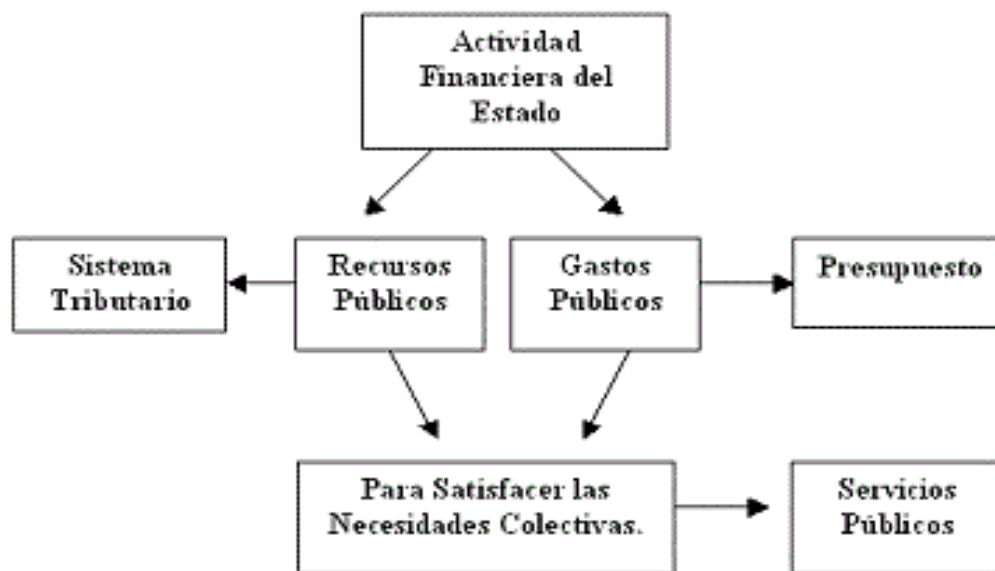 Actividad
Financiera del
Estado
Sistema
Tributario
Recursos
Públicos
Gastos
Públicos
Presupuesto
Para Satisfacer las
Necesidades Colectivas.
Servicios
Públicos